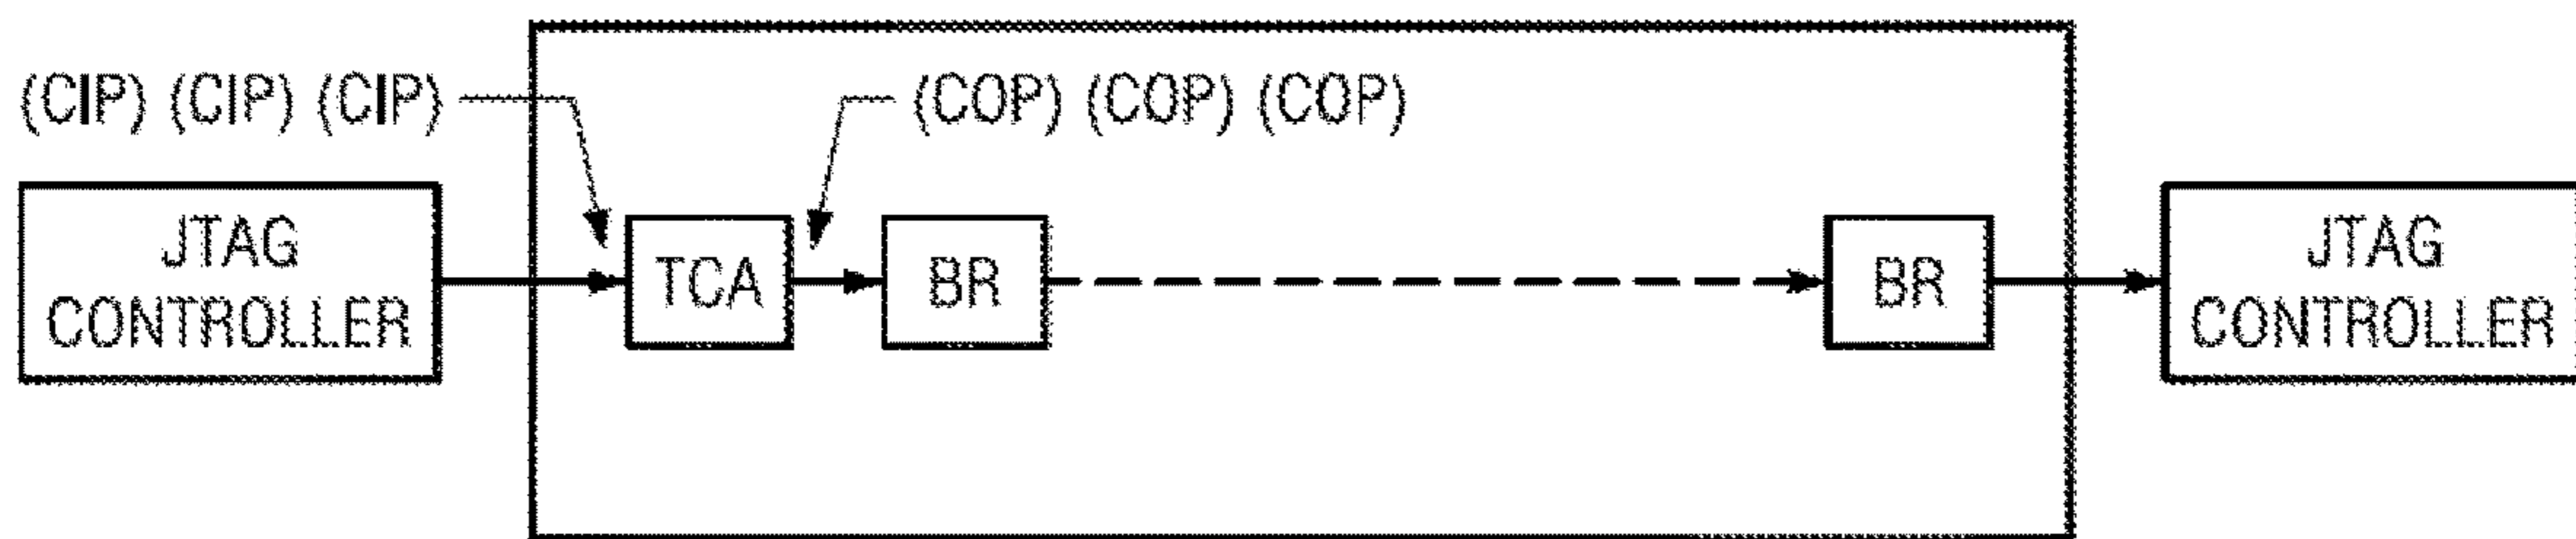 (CIP) (CIP) (CIP)
(COP) (COP) (COP)
JTAG
CONTROLLER
TCA
BR
BR
JTAG
CONTROLLER